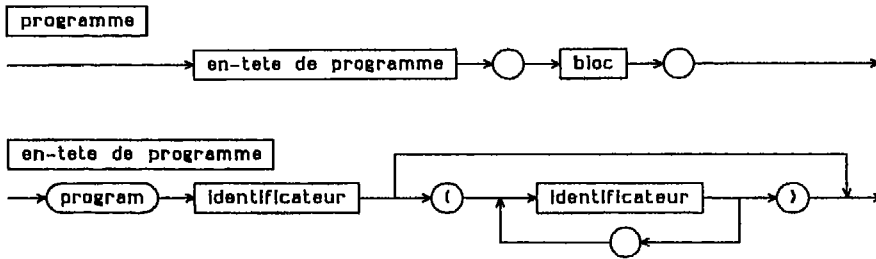 programme
en-tete de programme
bloc
en-tete de programme
program
identificateur
(
identificateur
)